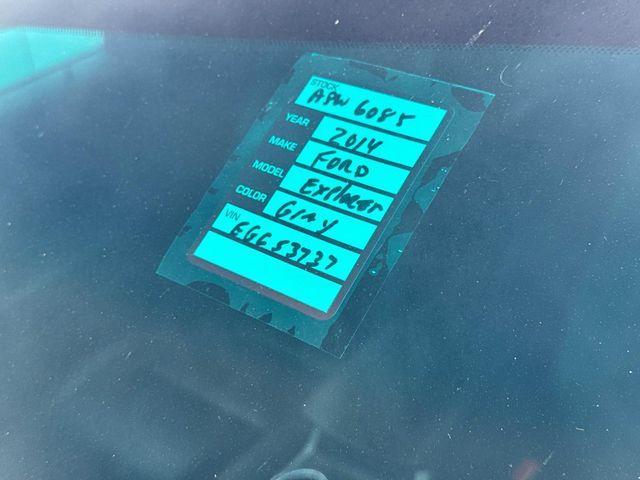 STOCK
APW 6085
YEAR 2014
MAKE FORD
MODEL Explorer
COLOR Gray
VIN
EGC53737